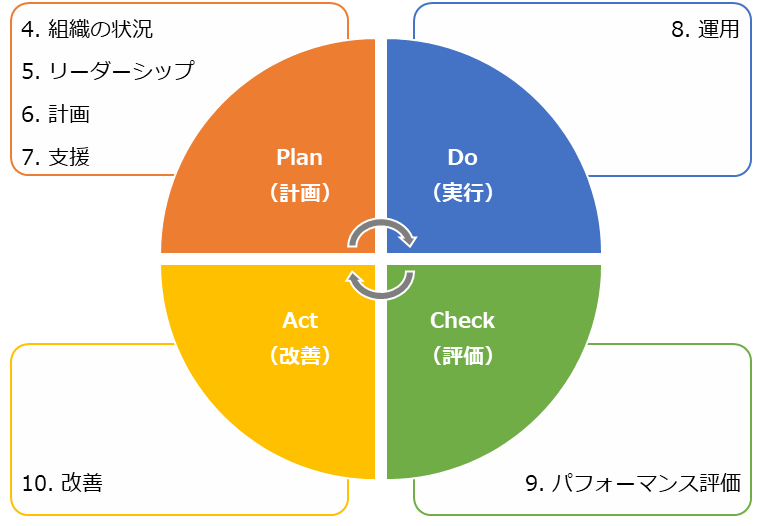 4. 組織の状況
5. リーダーシップ
6. 計画
7. 支援
8. 運用
Plan
（計画）
Do
（実行）
Act
（改善）
Check
（評価）
10. 改善
9. パフォーマンス評価